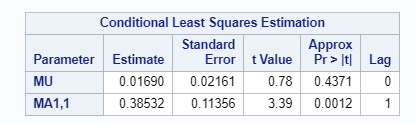 Conditional Least Squares Estimation
Parameter Estimate Standard Error t Value Approx Pr > |t| Lag
MU 0.01690 0.02161 0.78 0.4371 0
MA1,1 0.38532 0.11356 3.39 0.0012 1